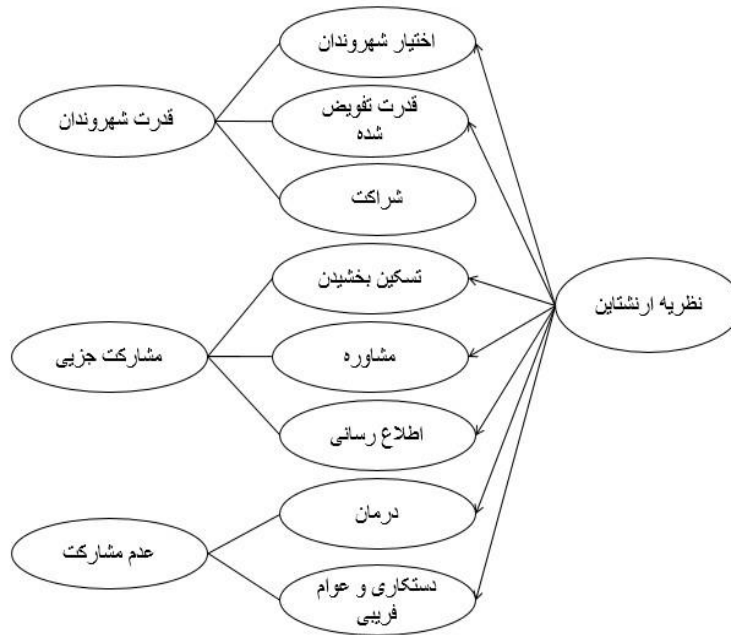 نظریه ارنشتاین
اختیار شهروندان
قدرت تفویض
شده
شراکت
تسکین بخشیدن
مشاوره
اطلاع رسانی
درمان
دستکاری و عوام
فریبی
قدرت شهروندان
مشارکت جزیی
عدم مشارکت